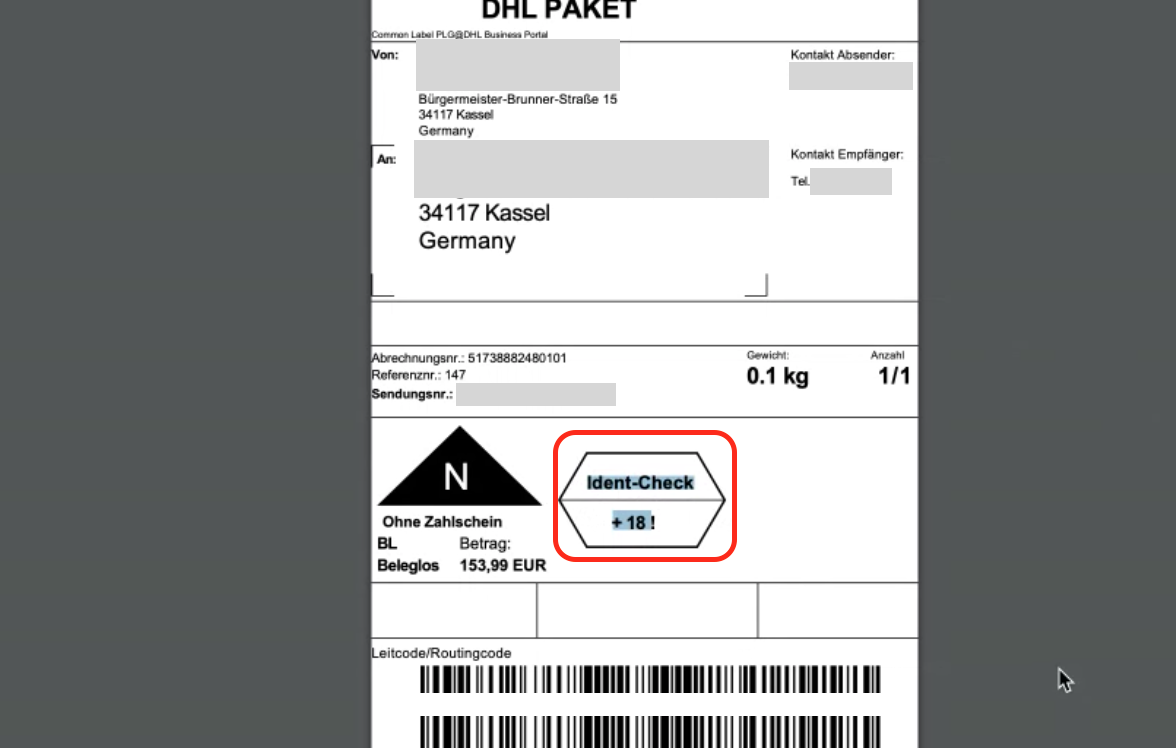 DHL PAKET
Common Label PLG@DHL Business Portal
Von:
Kontakt Absender:
Bürgermeister-Brunner-Straße 15
34117 Kassel
Germany
An:
Kontakt Empfänger:
Tel.
34117 Kassel
Germany
Abrechnungsnr.: 51738882480101
Gewicht:
Anzahl
Referenznr.: 147
0.1 kg
1/1
Sendungsnr.:
N
Ident-Check
+ 18 !
Ohne Zahlschein
BL
Betrag:
Beleglos
153,99 EUR
Leitcode/Routingcode